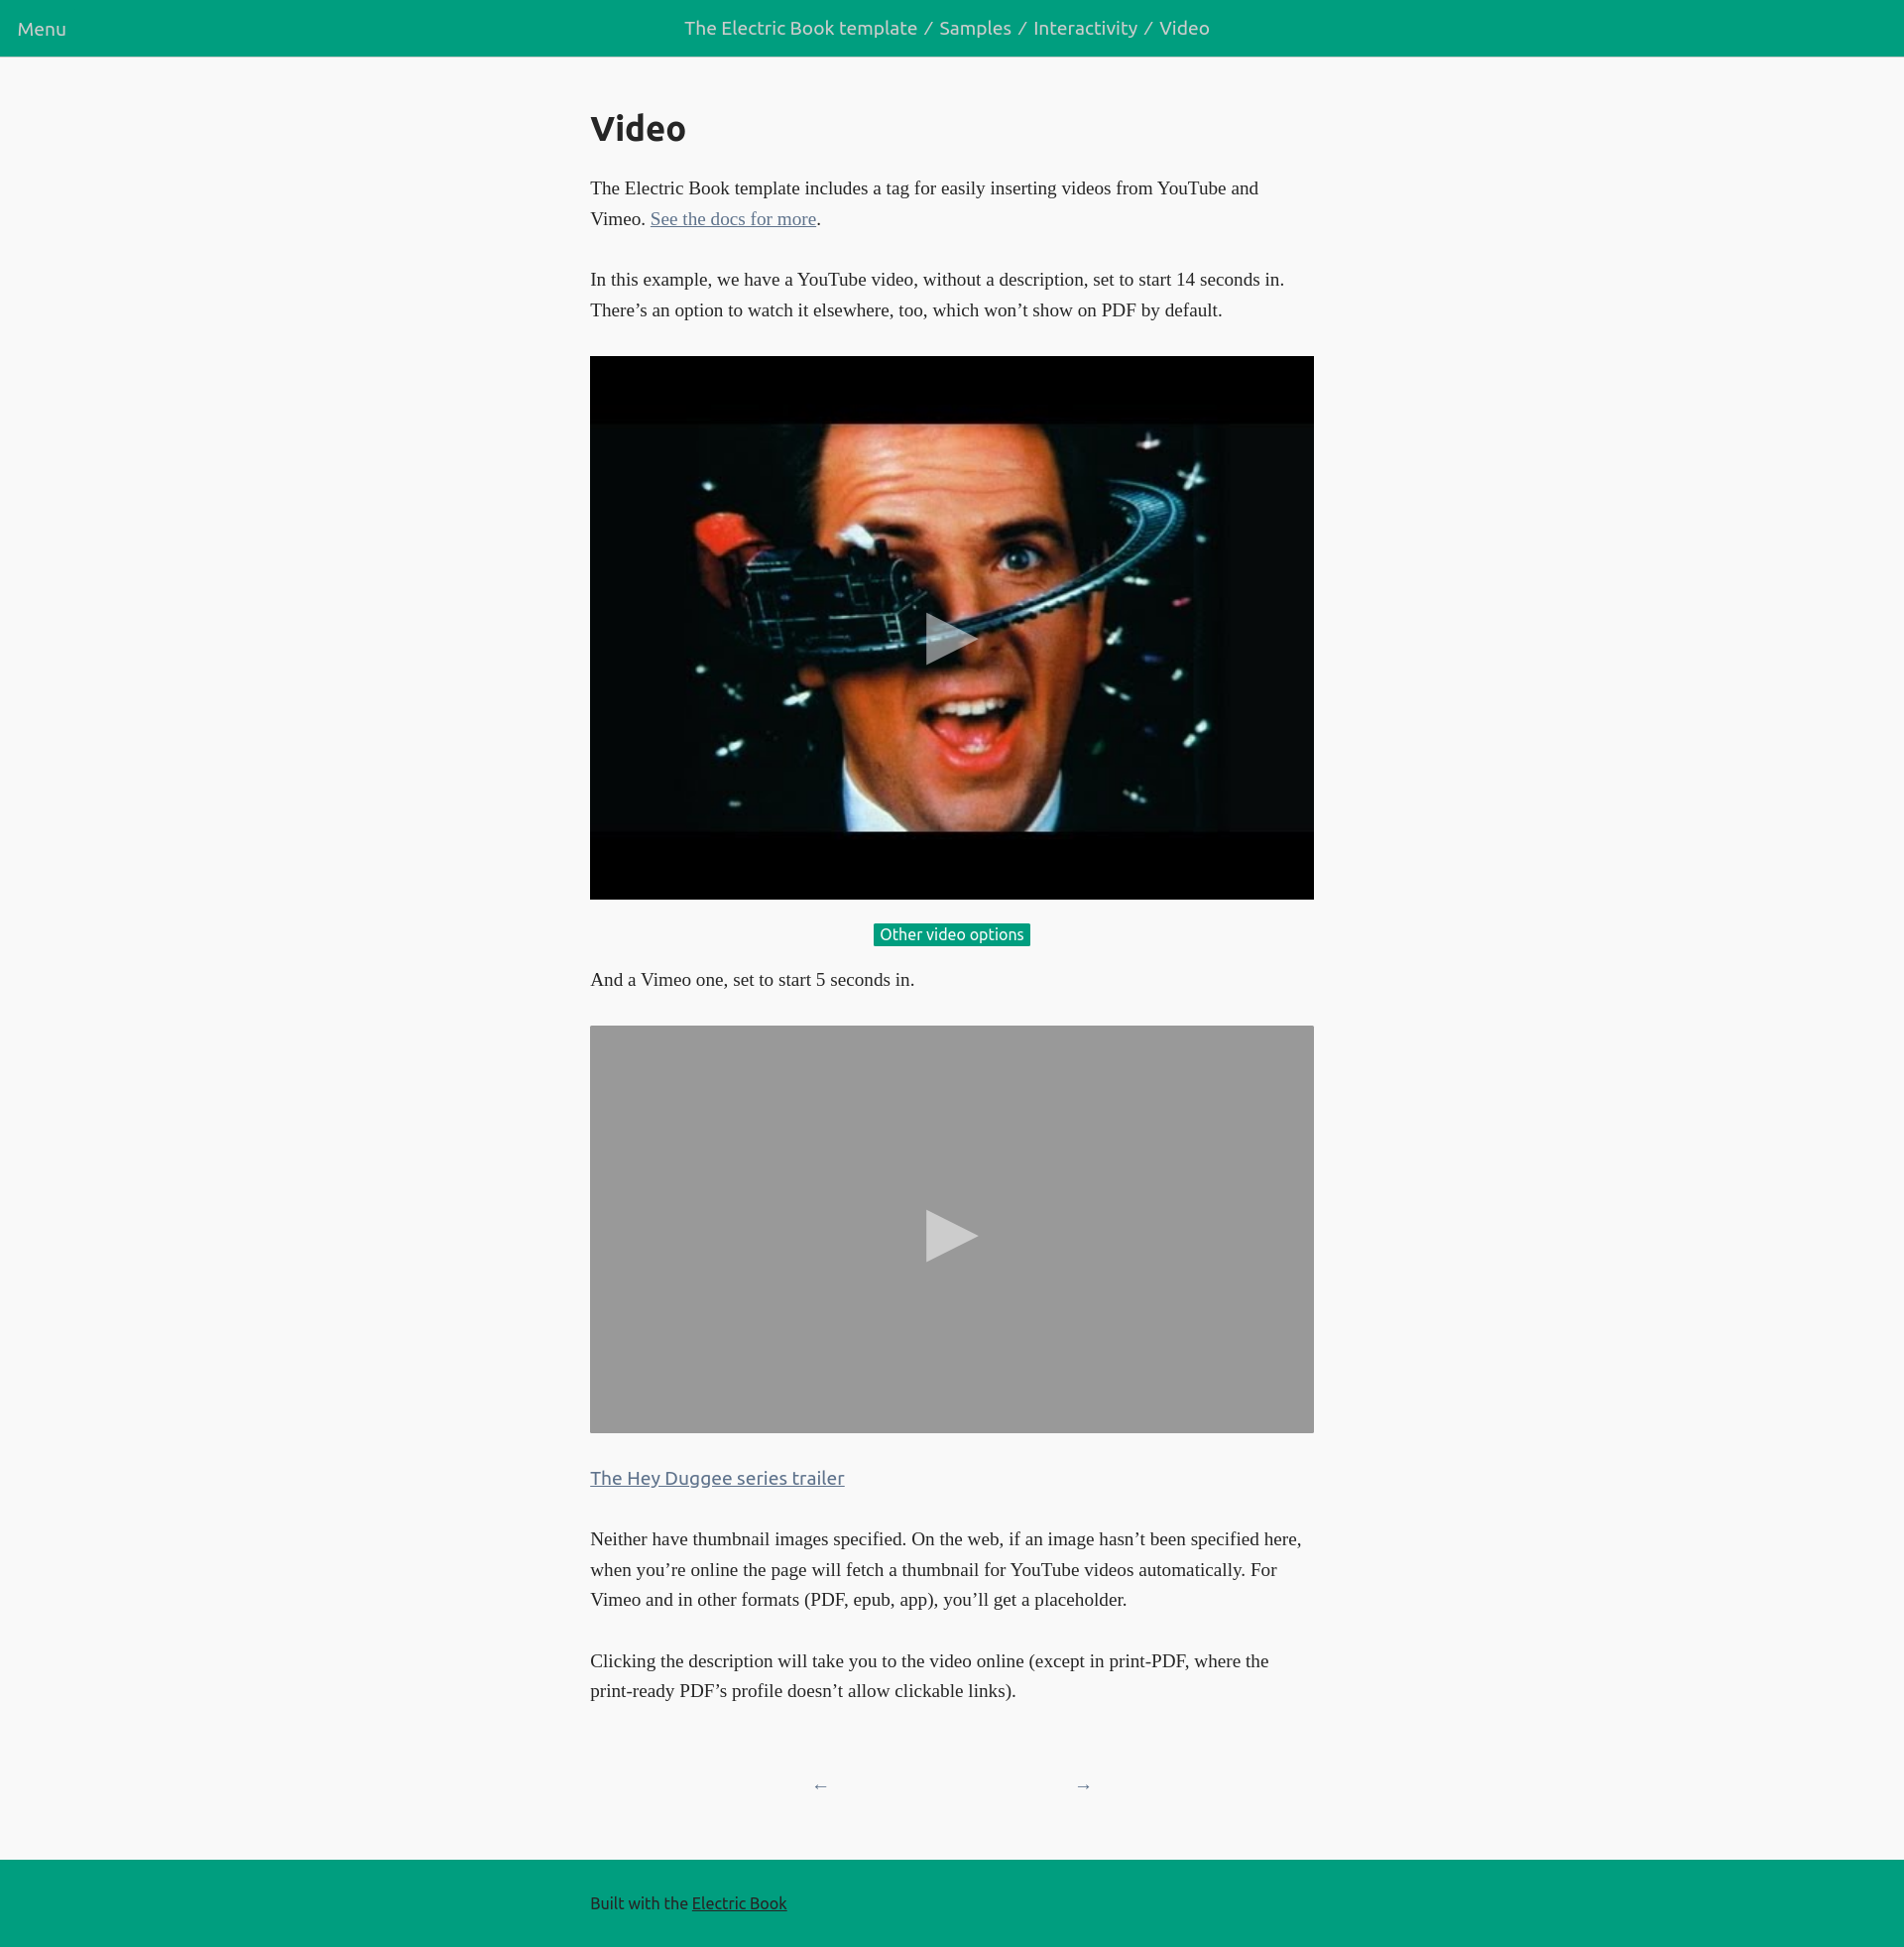 Menu
The Electric Book template / Samples / Interactivity / Video
Video
The Electric Book template includes a tag for easily inserting videos from YouTube and
Vimeo. See the docs for more.
In this example, we have a YouTube video, without a description, set to start 14 seconds in.
There’s an option to watch it elsewhere, too, which won’t show on PDF by default.
Other video options
And a Vimeo one, set to start 5 seconds in.
The Hey Duggee series trailer
Neither have thumbnail images specified. On the web, if an image hasn’t been specified here,
when you’re online the page will fetch a thumbnail for YouTube videos automatically. For
Vimeo and in other formats (PDF, epub, app), you’ll get a placeholder.
Clicking the description will take you to the video online (except in print-PDF, where the
print-ready PDF’s profile doesn’t allow clickable links).
← →
Built with the Electric Book